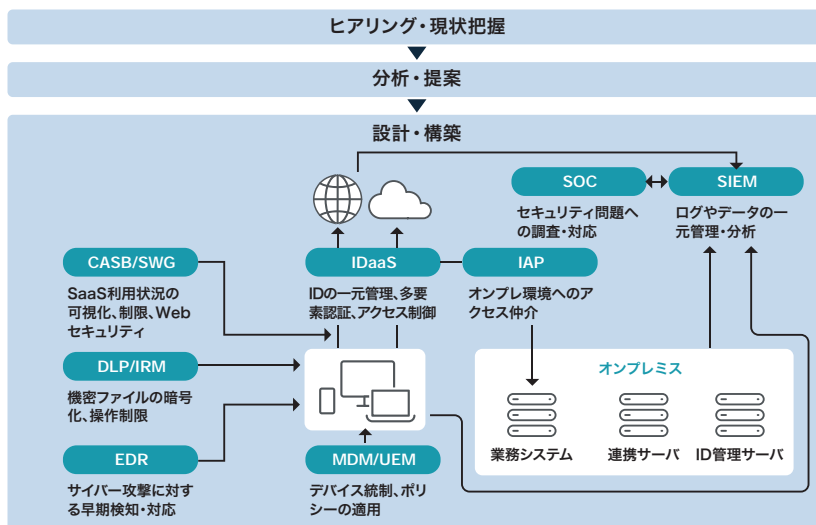 ヒアリング・現状把握
分析・提案
設計・構築
SOC
SIEM
セキュリティ問題へ
の調査・対応
ログやデータの一
元管理・分析
CASB/SWG
IDaaS
IAP
SaaS利用状況の
可視化、制限、Web
セキュリティ
IDの一元管理、多要
素認証、アクセス制御
オンプレ環境へのア
クセス仲介
DLP/IRM
機密ファイルの暗号
化、操作制限
オンプレミス
業務システム
連携サーバ
ID管理サーバ
EDR
サイバー攻撃に対す
る早期検知・対応
MDM/UEM
デバイス統制、ポリ
シーの適用